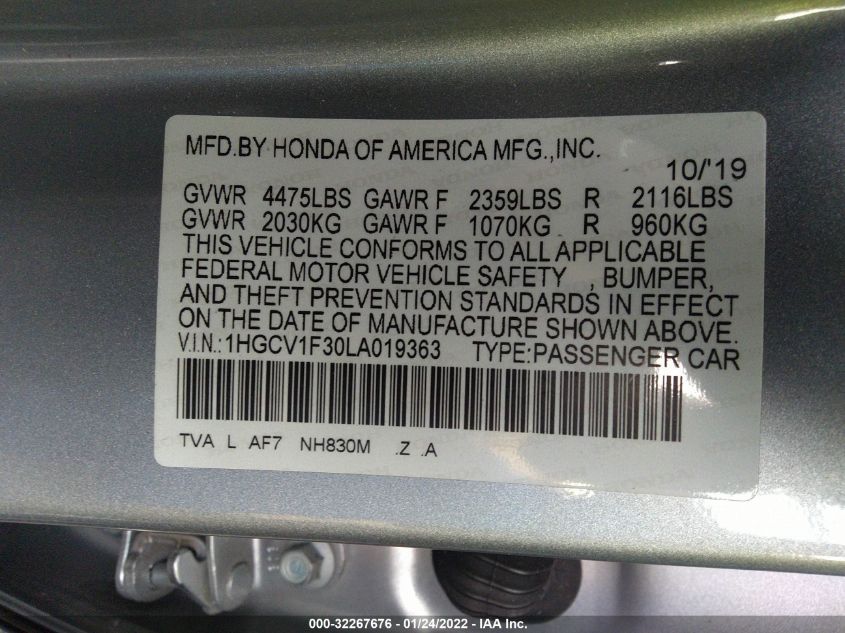 MFD.BY HONDA OF AMERICA MFG.,INC.
10/'19
GVWR 4475LBS GAWR F 2359LBS R 2116LBS
GVWR 2030KG GAWR F 1070KG R 960KG
THIS VEHICLE CONFORMS TO ALL APPLICABLE
FEDERAL MOTOR VEHICLE SAFETY , BUMPER,
AND THEFT PREVENTION STANDARDS IN EFFECT
ON THE DATE OF MANUFACTURE SHOWN ABOVE.
V.I.N.:1HGCV1F30LA019363 TYPE:PASSENGER CAR
TVA L AF7 NH830M .Z .A
000-32267676 - 01/24/2022 - IAA Inc.